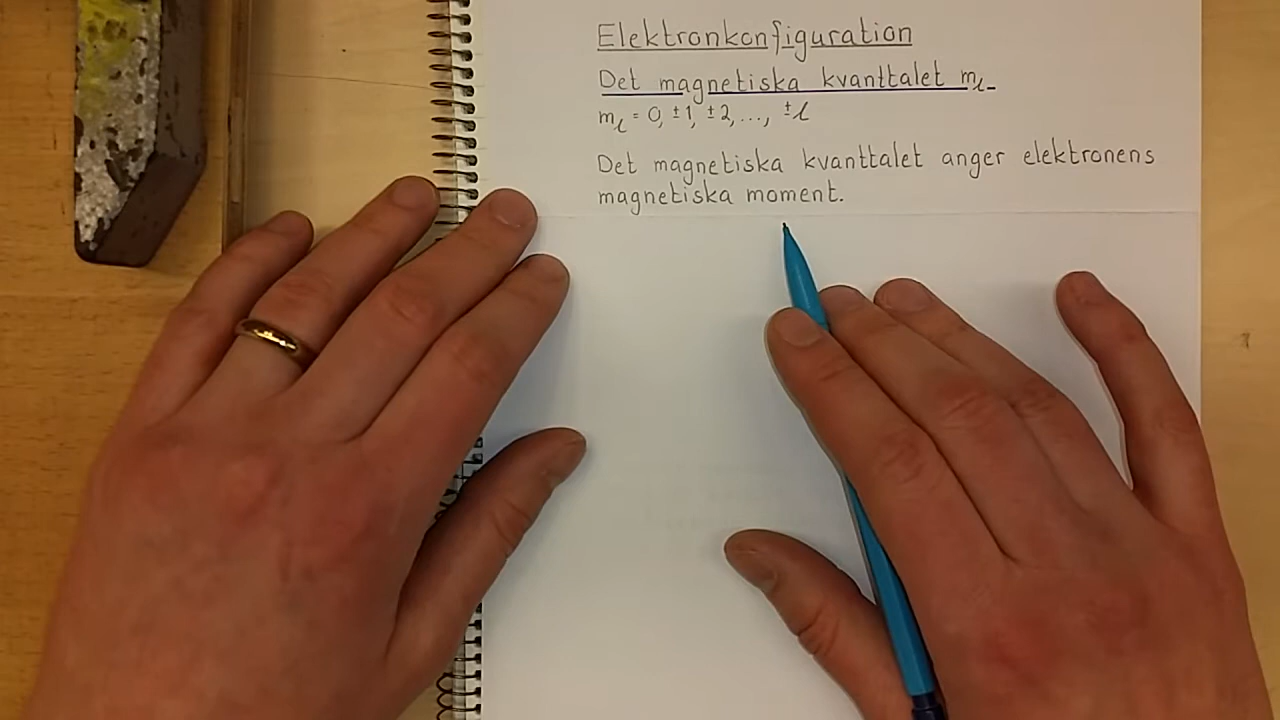 Elektronkonfiguration
Det magnetiska kvanttalet mℓ
mℓ = 0, ±1, ±2, ..., ±ℓ
Det magnetiska kvanttalet anger elektronens
magnetiska moment.